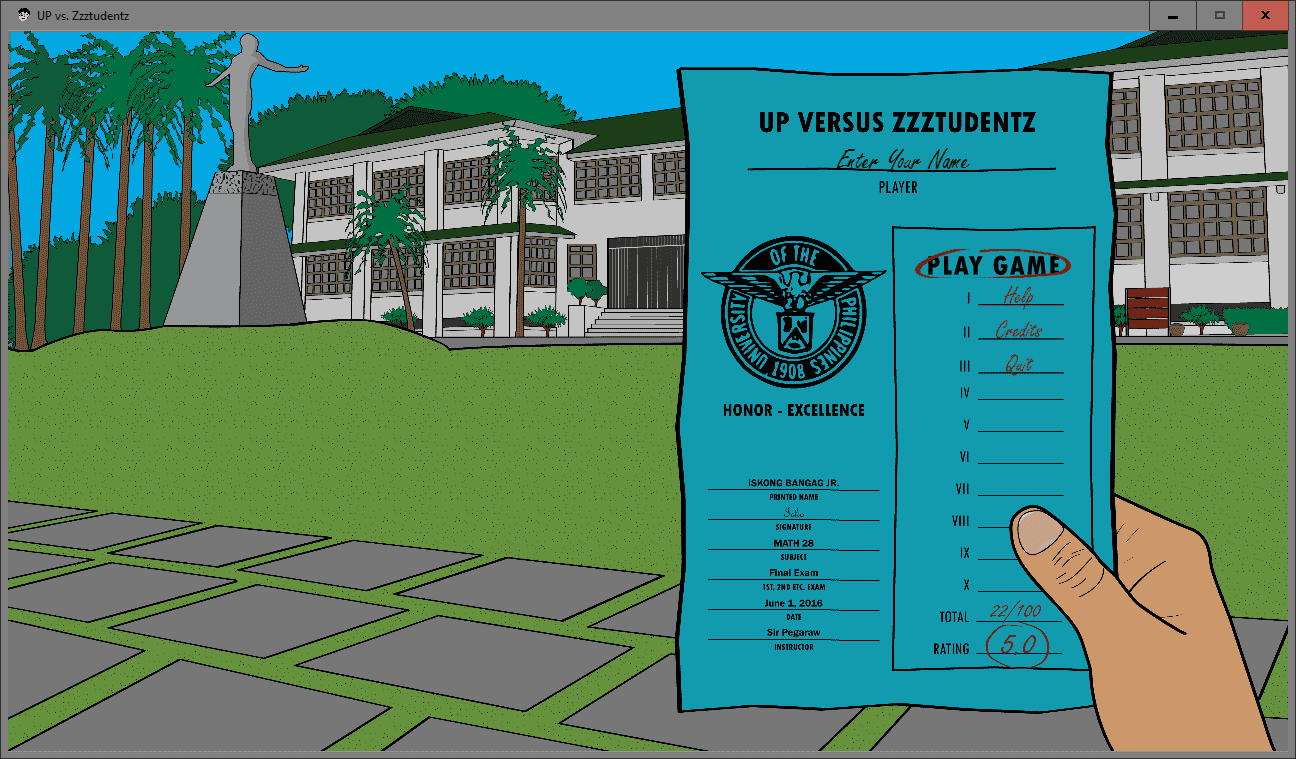 UP vs. Zzztudentz
UP VERSUS ZZZTUDENTZ
Enter Your Name
PLAYER
UNIVERSITY OF THE PHILIPPINES
1908
HONOR - EXCELLENCE
ISKONG BANGAG JR.
PRINTED NAME
SIGNATURE
MATH 28
SUBJECT
Final Exam
1ST, 2ND ETC. EXAM
June 1, 2016
DATE
Sir Pegaraw
INSTRUCTOR
PLAY GAME
I Help
II Credits
III Quit
IV
V
VI
VII
VIII
IX
X
TOTAL 22/100
RATING 5.0